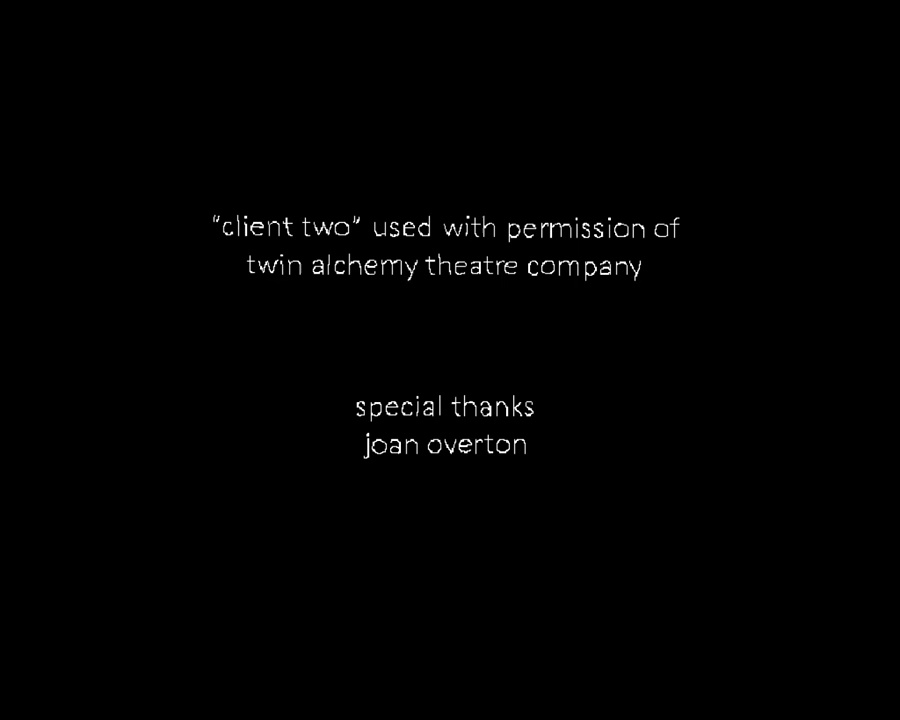 "client two" used with permission of
twin alchemy theatre company
special thanks
joan overton